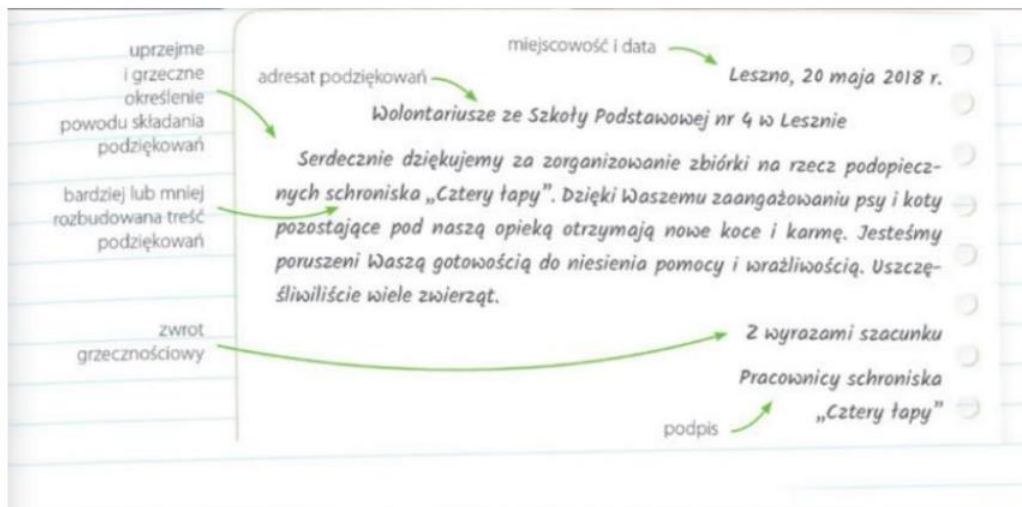 uprzejme
i grzeczne
określenie
powodu składania
podziękowań
bardziej lub mniej
rozbudowana treść
podziękowań
zwrot
grzecznościowy
miejscowość i data
Leszno, 20 maja 2018 r.
adresat podziękowań
Wolontariusze ze Szkoły Podstawowej nr 4 w Lesznie
Serdecznie dziękujemy za zorganizowanie zbiórki na rzecz podopiecz-
nych schroniska „Cztery łapy”. Dzięki Waszemu zaangażowaniu psy i koty
pozostające pod naszą opieką otrzymają nowe koce i karmę. Jesteśmy
poruszeni Waszą gotowością do niesienia pomocy i wrażliwością. Uszczę-
śliwiliście wiele zwierząt.
Z wyrazami szacunku
Pracownicy schroniska
„Cztery łapy”
podpis